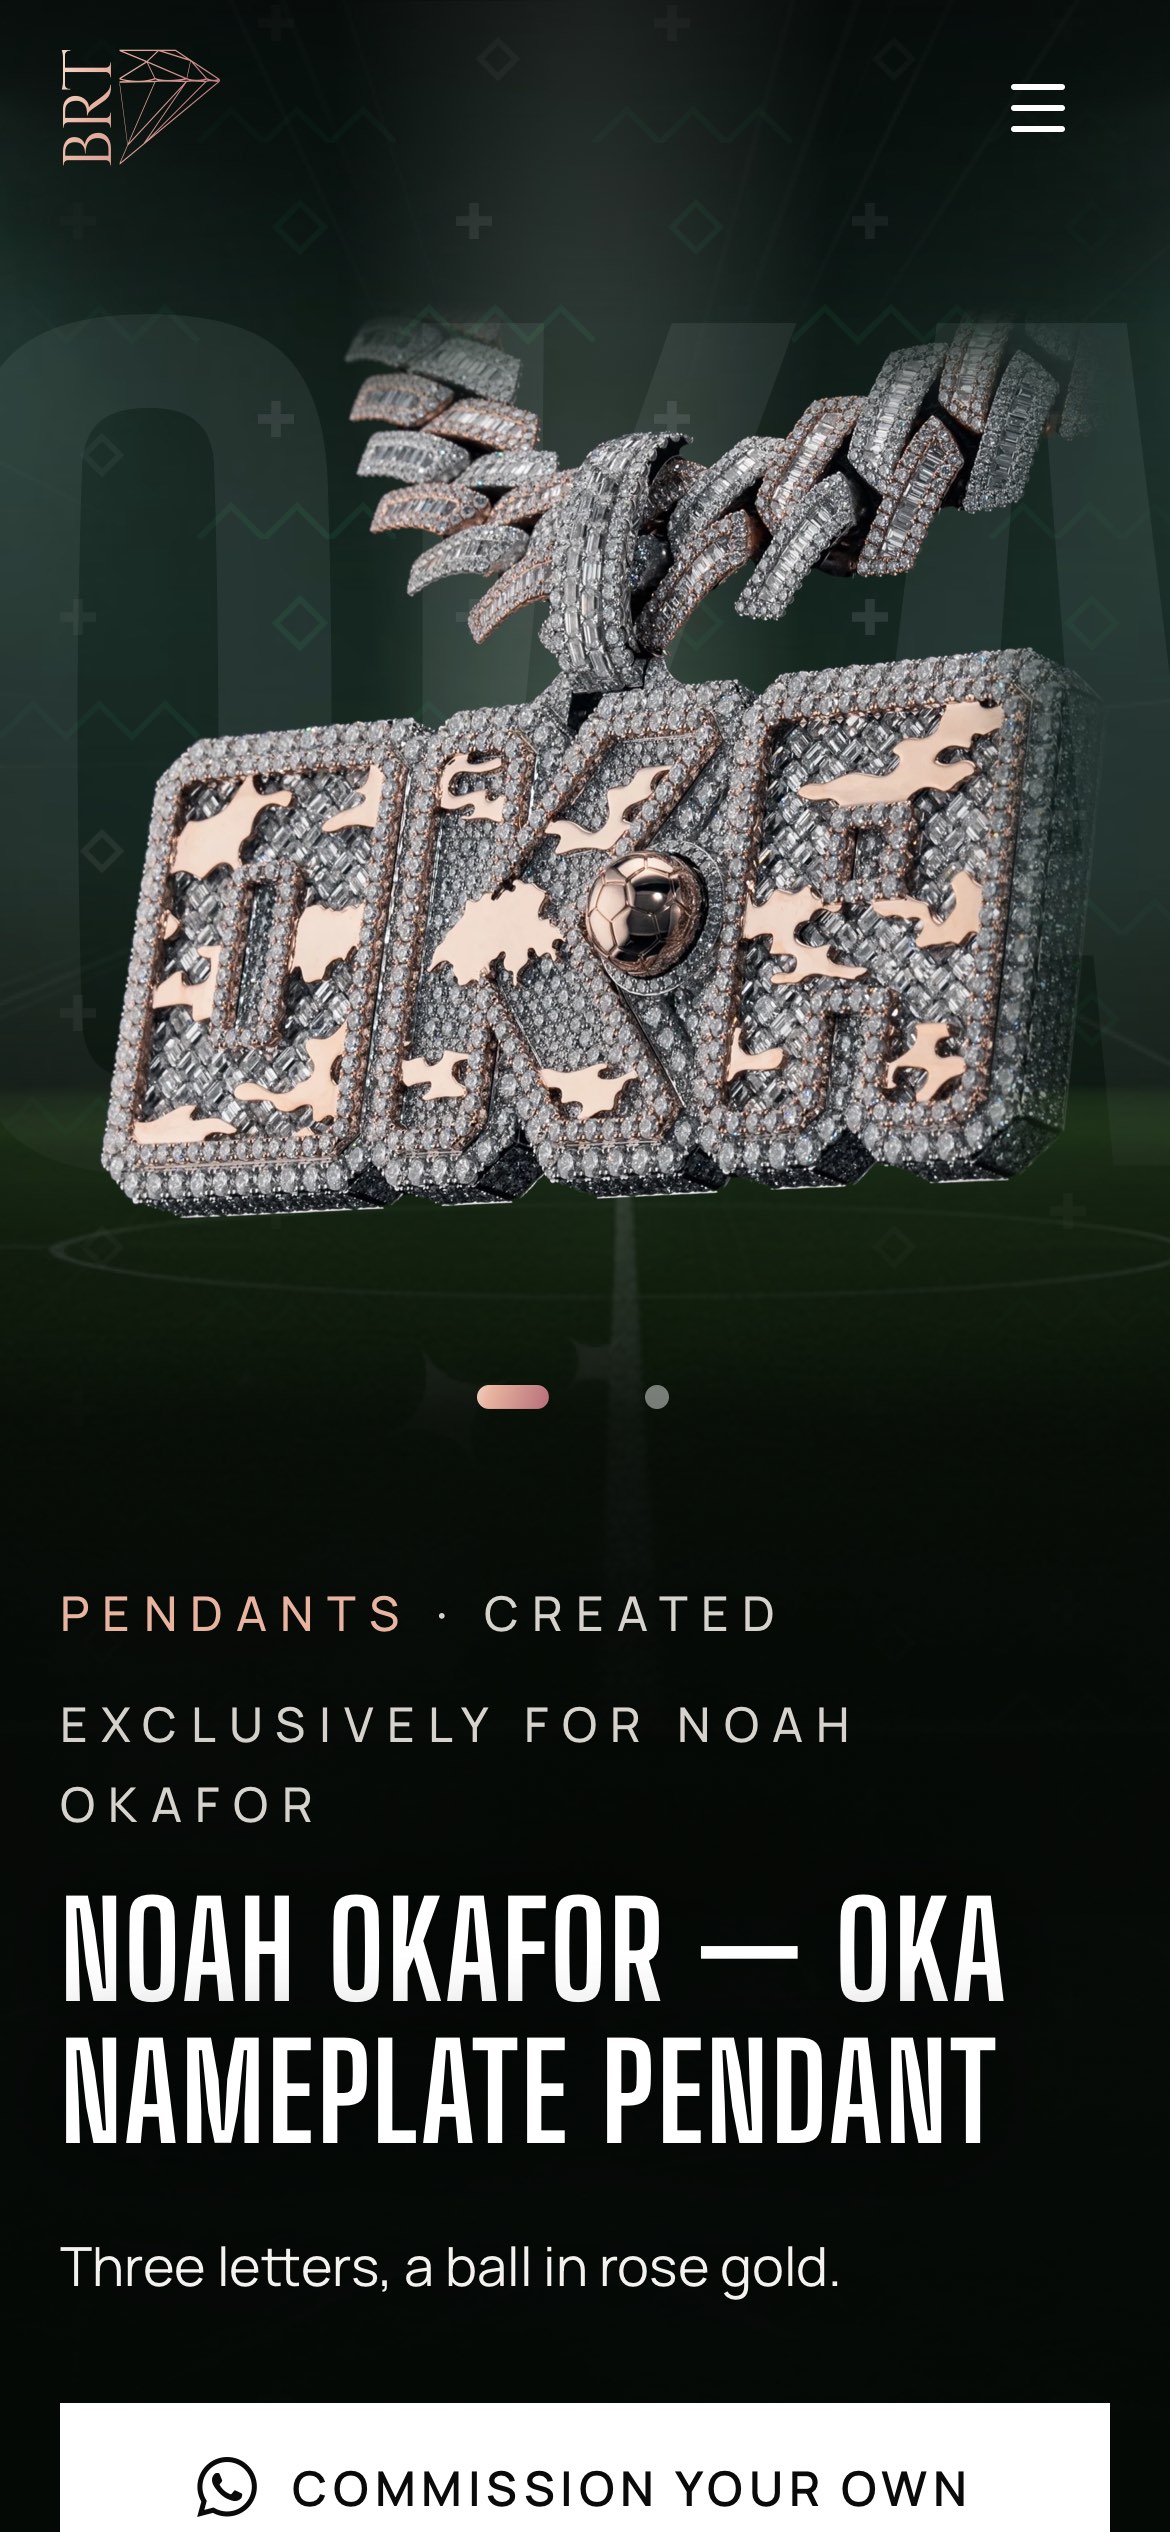 BRT
OKA
OKA
PENDANTS · CREATED
EXCLUSIVELY FOR NOAH
OKAFOR
NOAH OKAFOR — OKA
NAMEPLATE PENDANT
Three letters, a ball in rose gold.
COMMISSION YOUR OWN